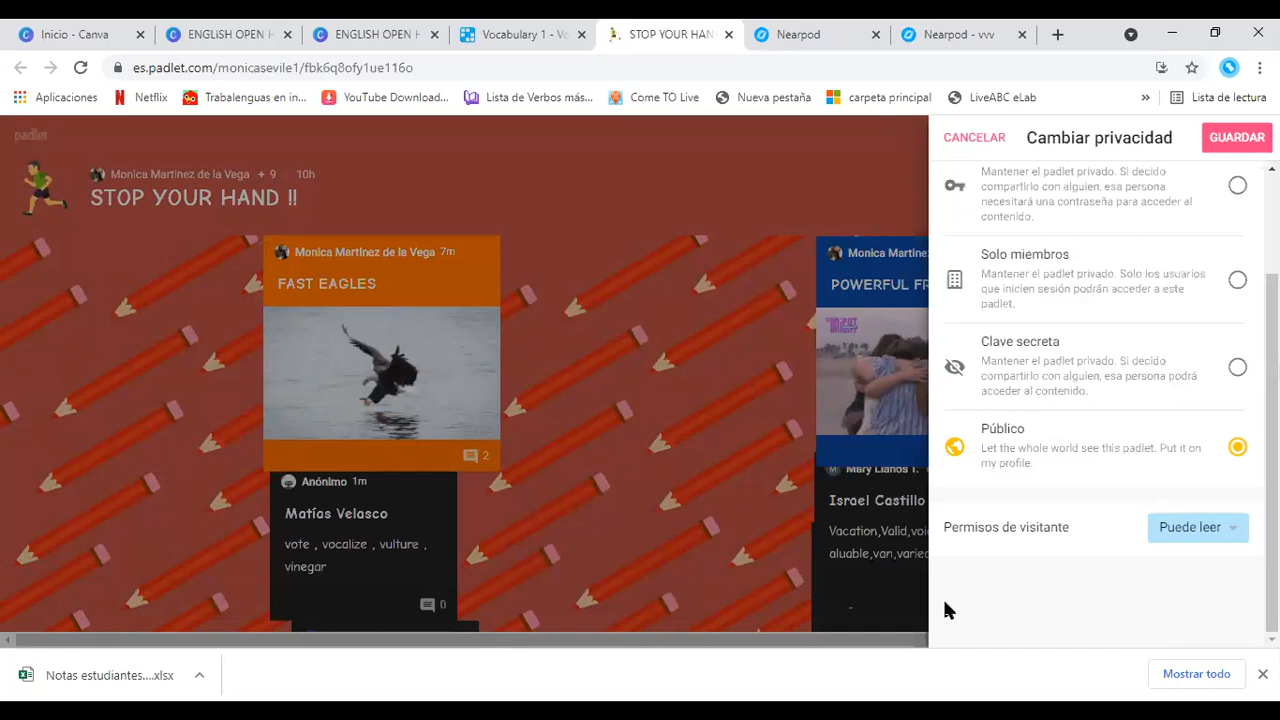 Inicio - Canva
ENGLiSH OPEN H
ENGLISH OPEN H
Vocabulary 1 - Vo
STOP YOUR HAN
Nearpod
Nearpod - vvv
es.padlet.com/monicasevile1/fbk6q8ofy1ue116o
Aplicaciones
Netflix
Trabalenguas en in...
YouTube Download...
Lista de Verbos más...
Come TO Live
Nueva pestaña
carpeta principal
LiveABC eLab
»
Lista de lectura
padlet
Monica Martinez de la Vega + 9 10h
STOP YOUR HAND !!
Monica Martinez de la Vega 7m
FAST EAGLES
2
Anónimo 1m
Matías Velasco
vote , vocalize , vulture ,
vinegar
0
Monica Martine
POWERFUL FR
Mary Llanos T.
Israel Castillo
Vacation,Valid,voi
aluable,van,varied
CANCELAR
Cambiar privacidad
GUARDAR
Mantener el padlet privado. Si decido
compartirlo con alguien, esa persona
necesitará una contraseña para acceder al
contenido.
Solo miembros
Mantener el padlet privado. Solo los usuarios
que inicien sesión podrán acceder a este
padlet.
Clave secreta
Mantener el padlet privado. Si decido
compartirlo con alguien, esa persona podrá
acceder al contenido.
Público
Let the whole world see this padlet. Put it on
my profile.
Permisos de visitante
Puede leer
Notas estudiantes....xlsx
Mostrar todo